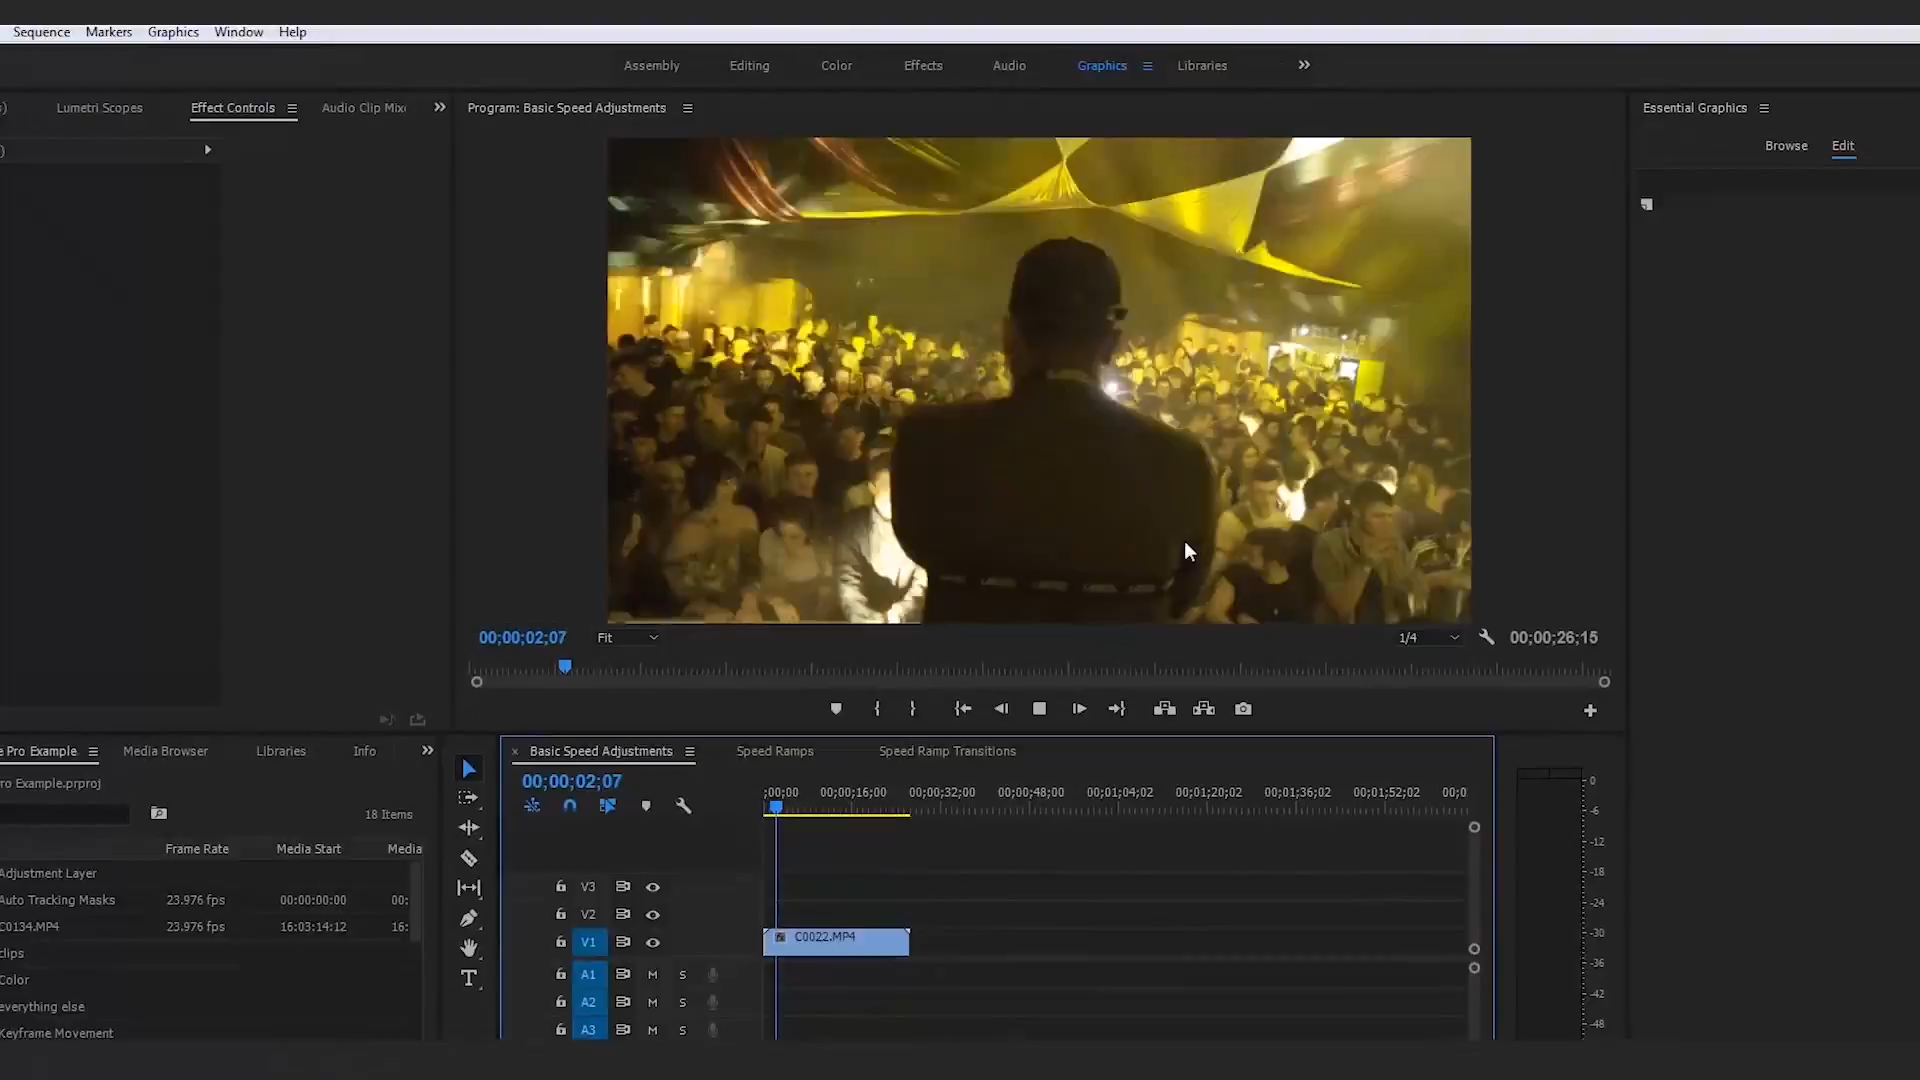 Sequence Markers Graphics Window Help
Assembly Editing Color Effects Audio Graphics Libraries
Lumetri Scopes Effect Controls Audio Clip Mix
Program: Basic Speed Adjustments
Essential Graphics
Browse Edit
00;00;02;07 Fit 1/4 00;00;26;15
Pro Example Media Browser Libraries Info
ro Example.prproj
18 Items
Frame Rate Media Start Media
Adjustment Layer
Auto Tracking Masks 23.976 fps 00:00:00:00 00:
C0134.MP4 23.976 fps 16:03:14:12 16:
clips
Color
everything else
Keyframe Movement
Basic Speed Adjustments Speed Ramps Speed Ramp Transitions
00;00;02;07
;00;00 00;00;16;00 00;00;32;00 00;00;48;00 00;01;04;02 00;01;20;02 00;01;36;02 00;01;52;02 00;0
V3
V2
V1 C0022.MP4
A1 M S
A2 M S
A3 M S
0
-6
-12
-18
-24
-30
-36
-42
-48